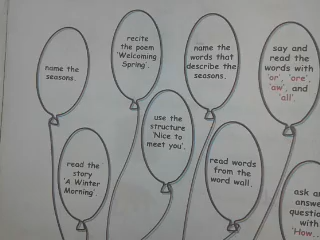 name the
seasons.
recite
the poem
'Welcoming
Spring'.
name the
words that
describe the
seasons.
say and
read the
words with
'or', 'ore',
'aw', and
'all'.
read the
story
'A Winter
Morning'.
use the
structure
'Nice to
meet you'.
read words
from the
word wall.
ask an
answe
questio
with
'How